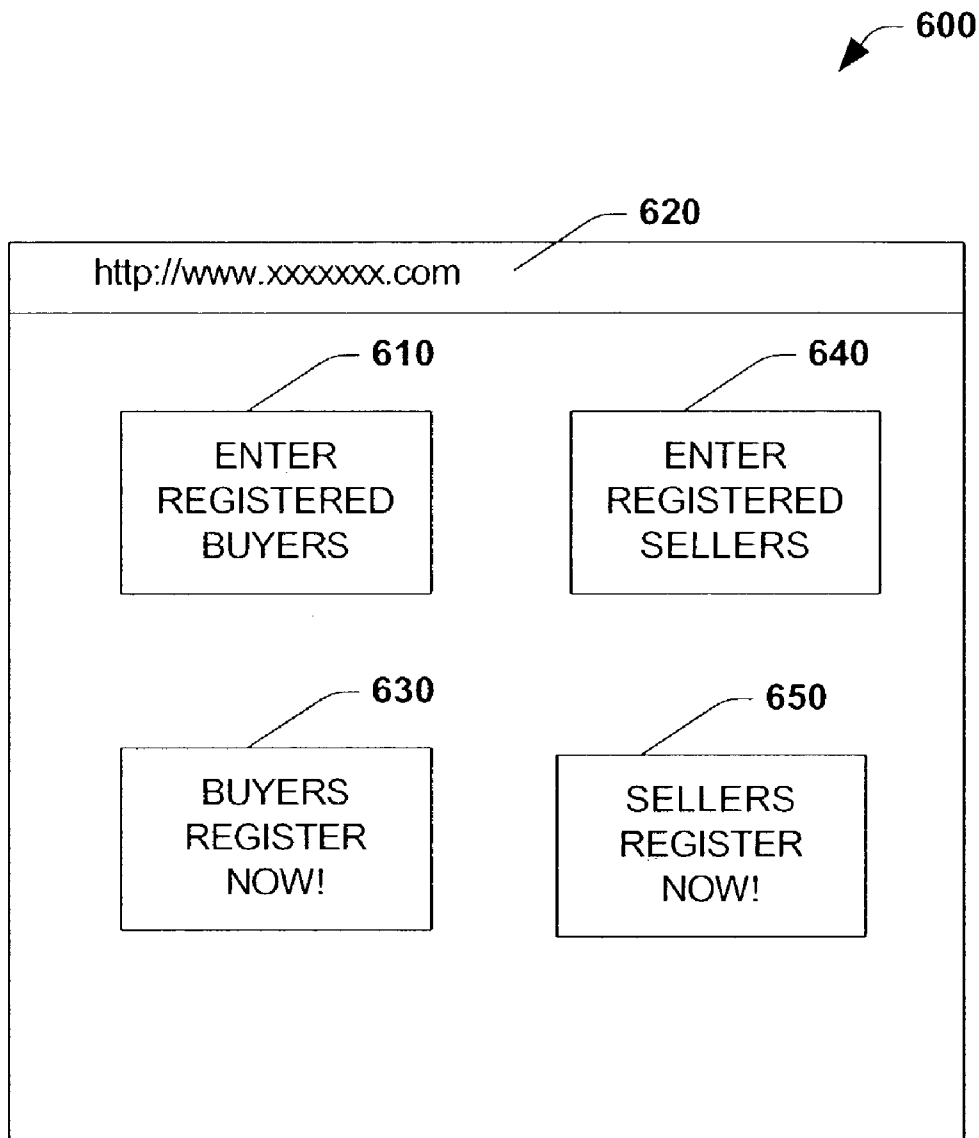 600
620
http://www.xxxxxxx.com
610
640
ENTER
REGISTERED
BUYERS
ENTER
REGISTERED
SELLERS
630
650
BUYERS
REGISTER
NOW!
SELLERS
REGISTER
NOW!